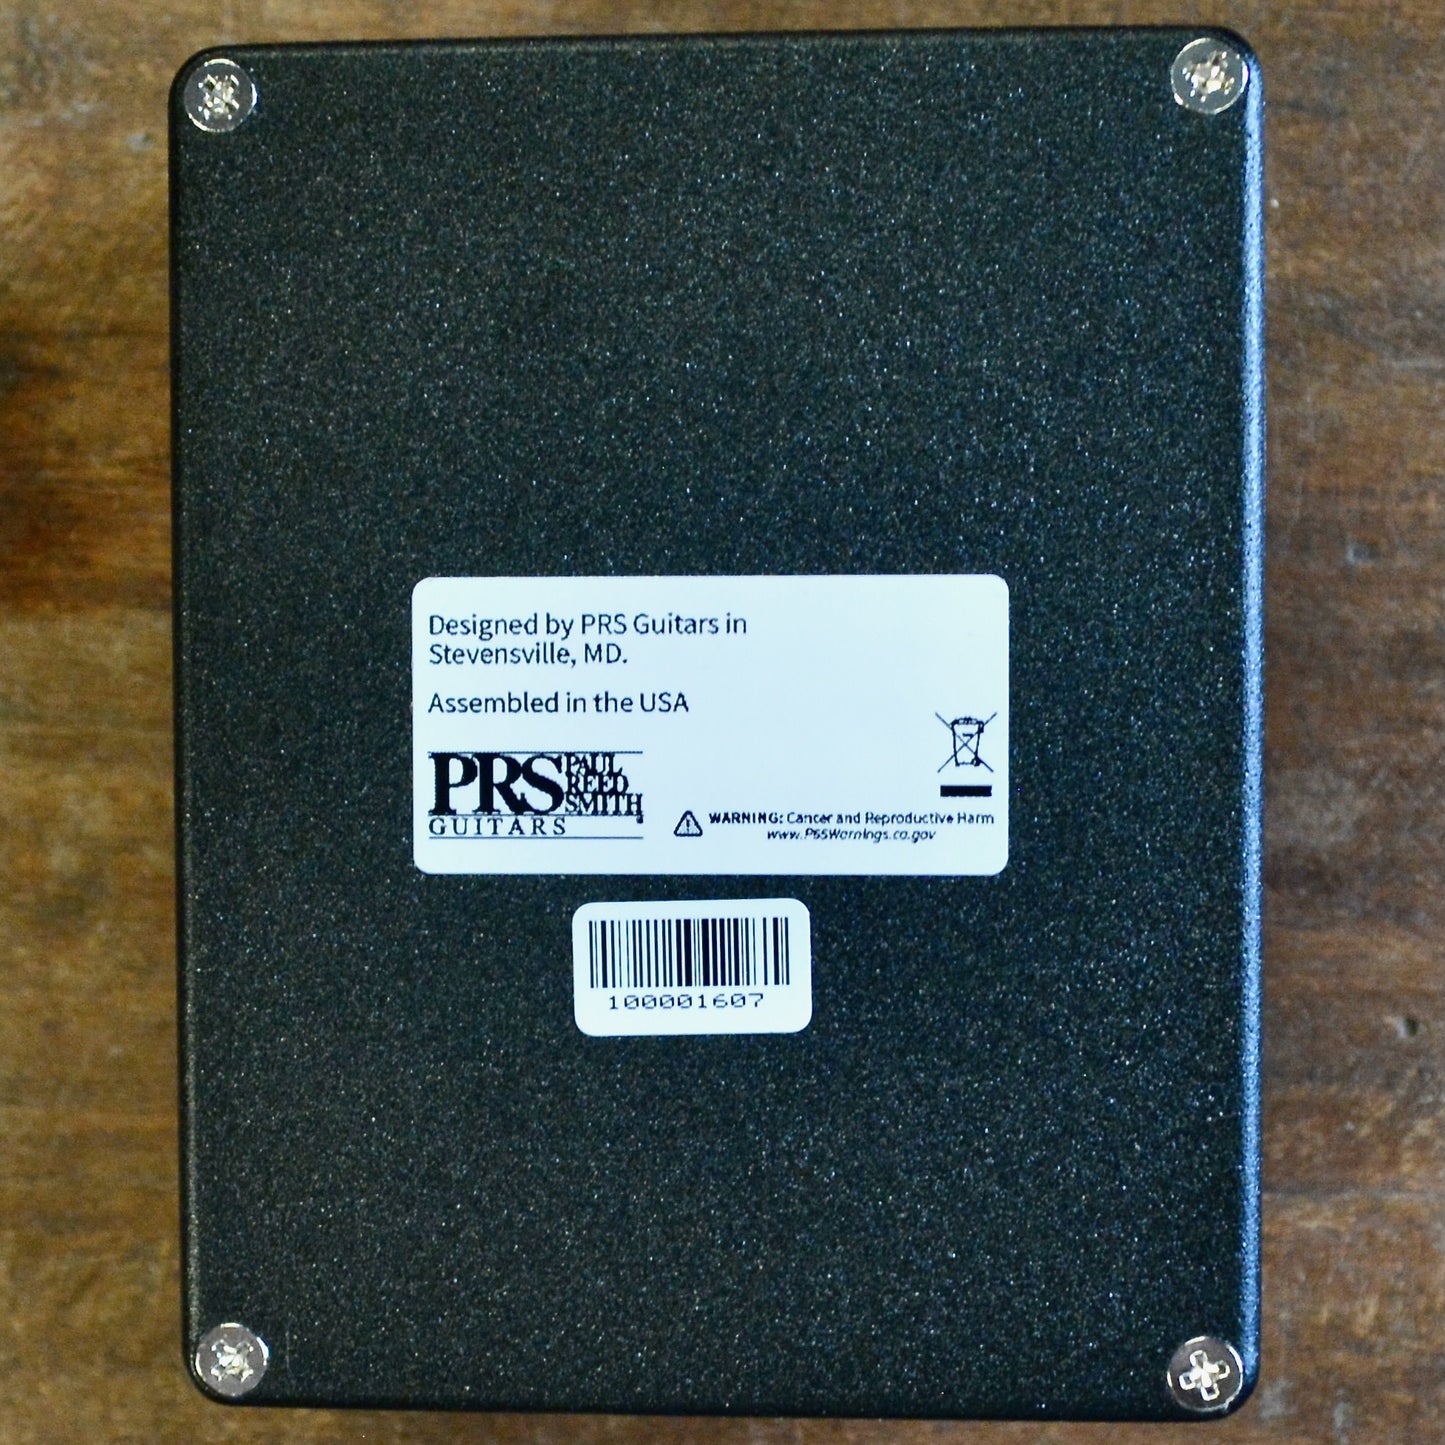 Designed by PRS Guitars in
Stevensville, MD.
Assembled in the USA
PRS PAUL
REED
SMITH
GUITARS
WARNING: Cancer and Reproductive Harm
www.P65Warnings.ca.gov
100001607